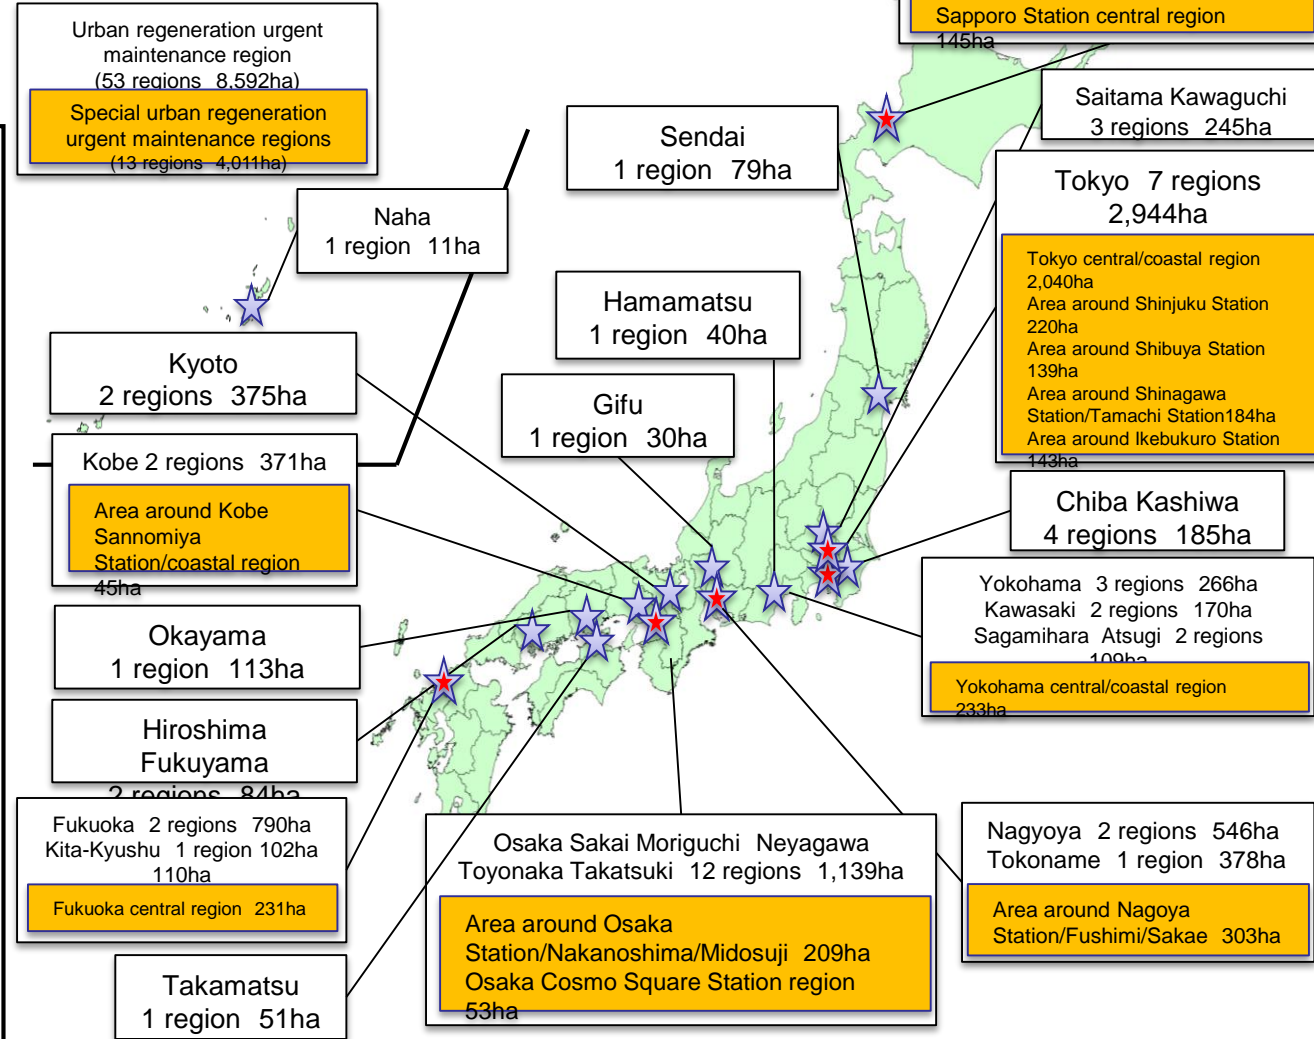 Urban regeneration urgent
maintenance region
(53 regions 8,592ha)
Special urban regeneration
urgent maintenance regions
(13 regions 4,011ha)
Sapporo Station central region
145ha
Saitama Kawaguchi
3 regions 245ha
Sendai
1 region 79ha
Tokyo 7 regions
2,944ha
Tokyo central/coastal region
2,040ha
Area around Shinjuku Station
220ha
Area around Shibuya Station
139ha
Area around Shinagawa
Station/Tamachi Station184ha
Area around Ikebukuro Station
143ha
Naha
1 region 11ha
Hamamatsu
1 region 40ha
Kyoto
2 regions 375ha
Gifu
1 region 30ha
Kobe 2 regions 371ha
Area around Kobe
Sannomiya
Station/coastal region
45ha
Chiba Kashiwa
4 regions 185ha
Yokohama 3 regions 266ha
Kawasaki 2 regions 170ha
Sagamihara Atsugi 2 regions
109ha
Yokohama central/coastal region
233ha
Okayama
1 region 113ha
Hiroshima
Fukuyama
2 regions 84ha
Fukuoka 2 regions 790ha
Kita-Kyushu 1 region 102ha
110ha
Fukuoka central region 231ha
Osaka Sakai Moriguchi Neyagawa
Toyonaka Takatsuki 12 regions 1,139ha
Area around Osaka
Station/Nakanoshima/Midosuji 209ha
Osaka Cosmo Square Station region
53ha
Nagyoya 2 regions 546ha
Tokoname 1 region 378ha
Area around Nagoya
Station/Fushimi/Sakae 303ha
Takamatsu
1 region 51ha